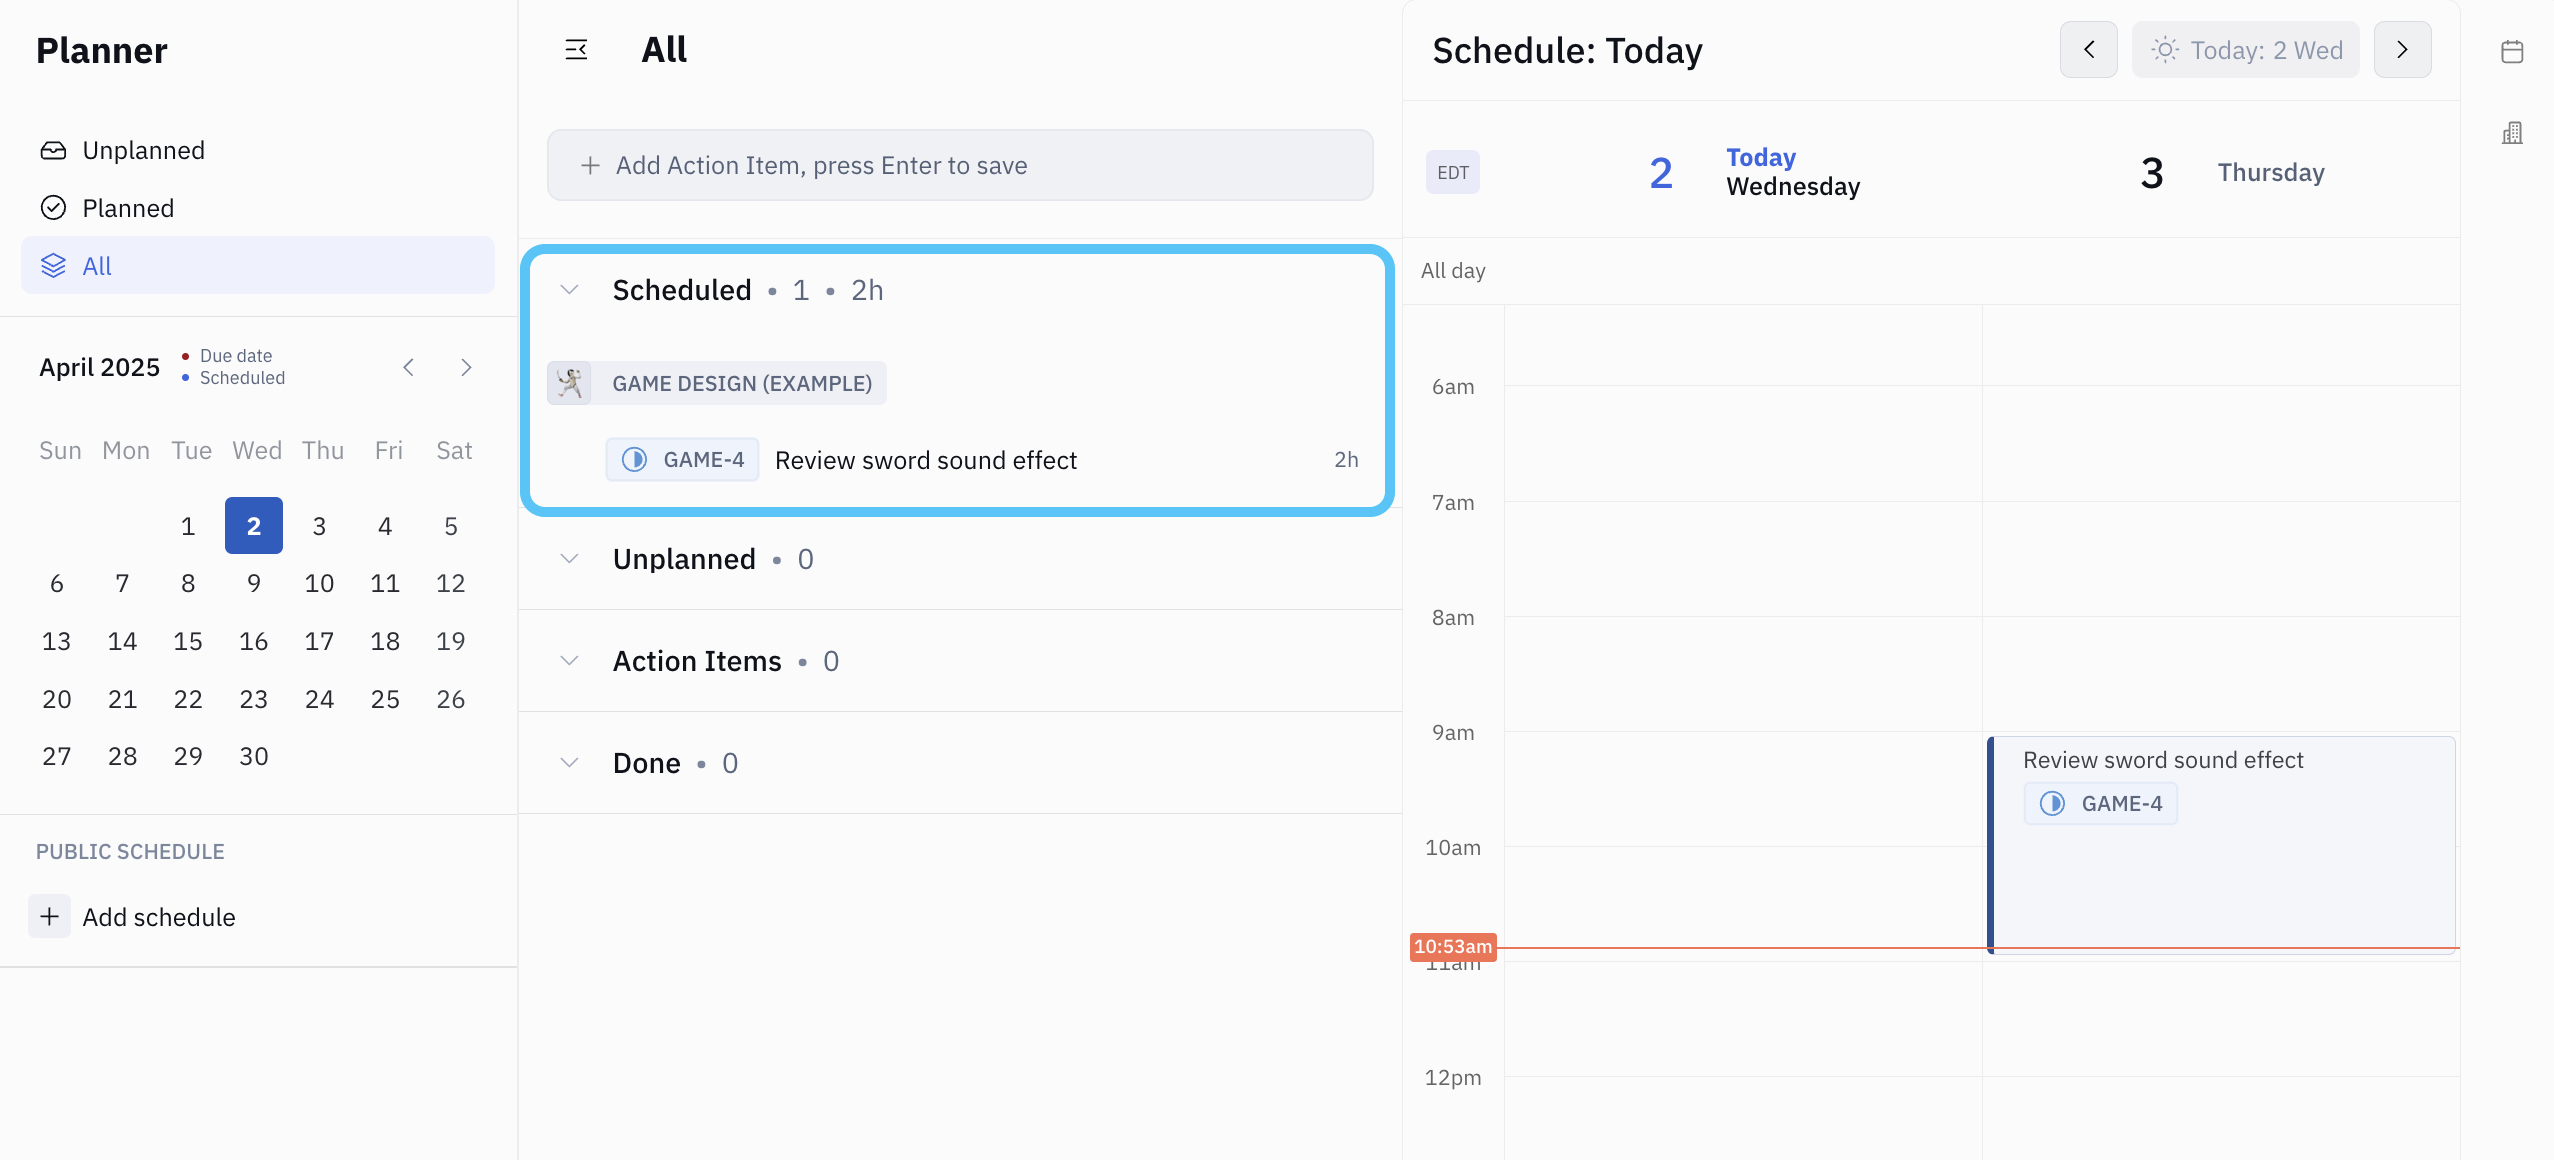 Planner
Unplanned
Planned
All
April 2025
Due date
Scheduled
Sun Mon Tue Wed Thu Fri Sat
1 2 3 4 5
6 7 8 9 10 11 12
13 14 15 16 17 18 19
20 21 22 23 24 25 26
27 28 29 30
PUBLIC SCHEDULE
Add schedule
All
Add Action Item, press Enter to save
Scheduled • 1 • 2h
GAME DESIGN (EXAMPLE)
GAME-4 Review sword sound effect 2h
Unplanned • 0
Action Items • 0
Done • 0
Schedule: Today
Today: 2 Wed
EDT
2 Today
Wednesday
3 Thursday
All day
6am
7am
8am
9am
Review sword sound effect
GAME-4
10am
10:53am
11am
12pm